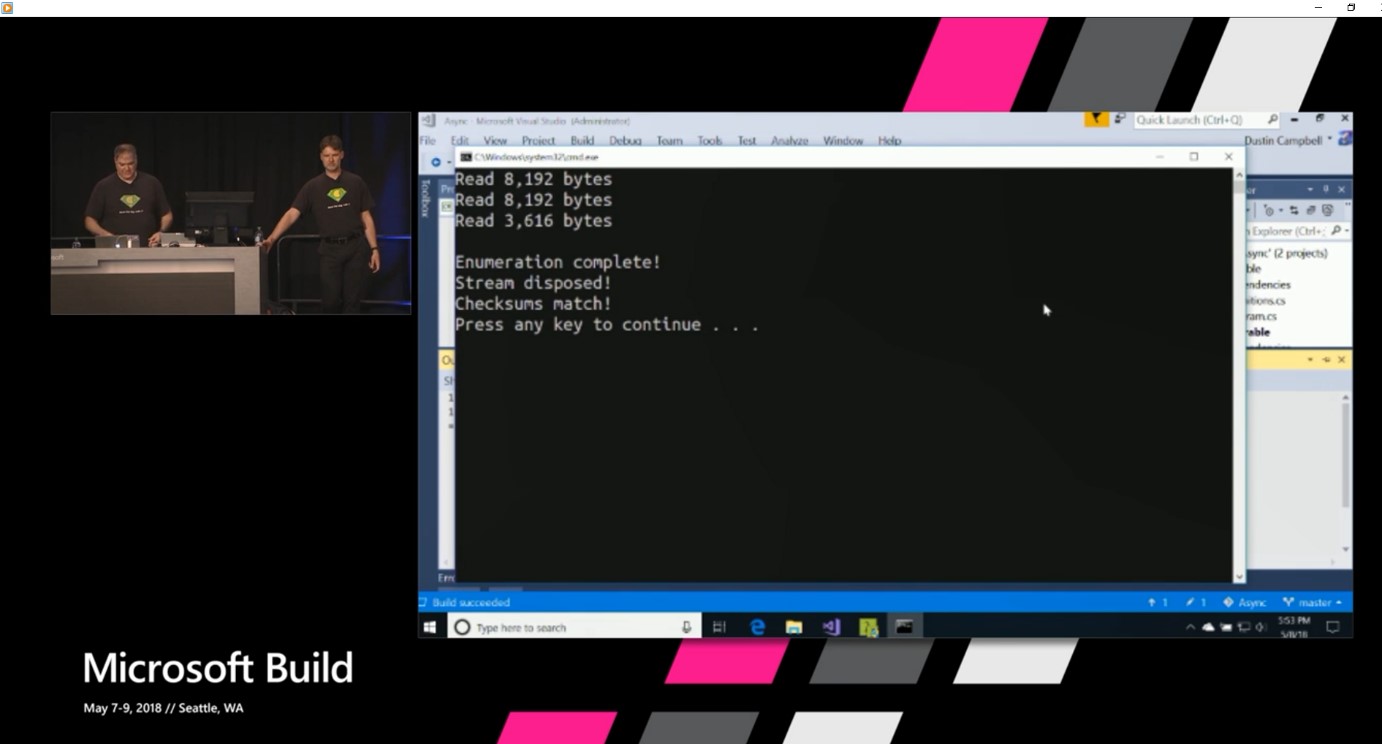 Async - Microsoft Visual Studio (Administrator)
Quick Launch (Ctrl+Q)
File Edit View Project Build Debug Team Tools Test Analyze Window Help
Dustin Campbell
C:\Windows\system32\cmd.exe
Toolbox
Read 8,192 bytes
Read 8,192 bytes
Read 3,616 bytes
Enumeration complete!
Stream disposed!
Checksums match!
Press any key to continue . . .
Explorer (Ctrl+;
ync' (2 projects)
ble
endencies
itions.cs
ram.cs
rable
Build succeeded
1 1 Async master
Type here to search
5:53 PM
5/8/18
Microsoft Build
May 7-9, 2018 // Seattle, WA